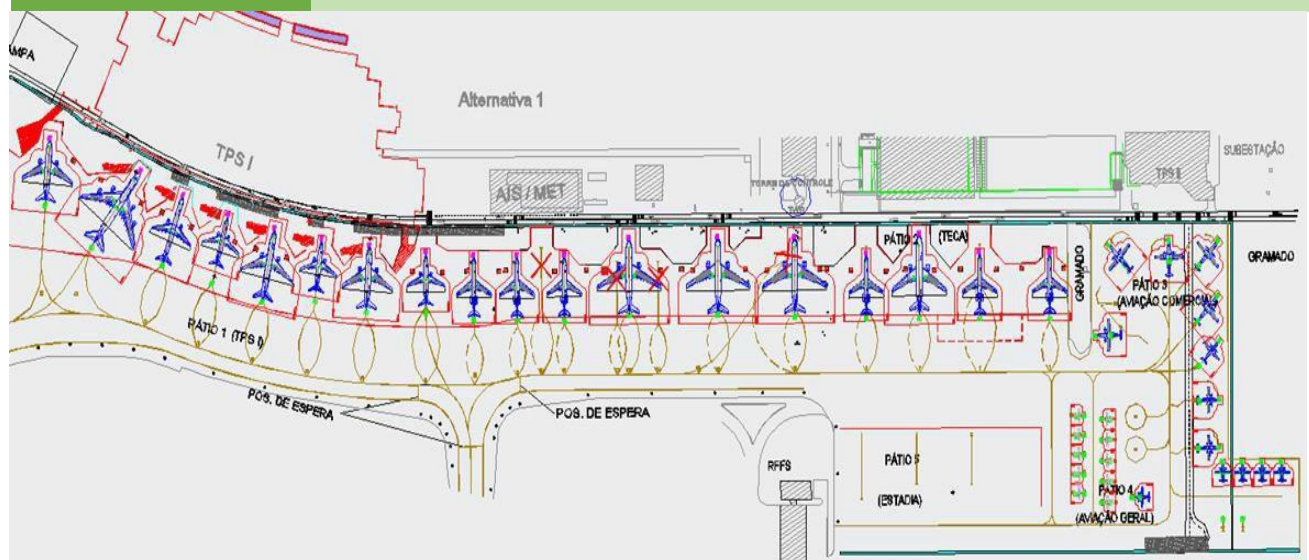 AMPA
Alternativa 1
TPS I
AIS / MET
TORRE DE CONTROLE
TPS II
SUBESTAÇÃO
PÁTIO 2
(TECA)
GRAMADO
GRAMADO
PÁTIO 3
(AVIAÇÃO COMERCIAL)
PÁTIO 1 (TPS I)
POS. DE ESPERA
POS. DE ESPERA
RFFS
PÁTIO 5
(ESTADIA)
PÁTIO 4
(AVIAÇÃO GERAL)